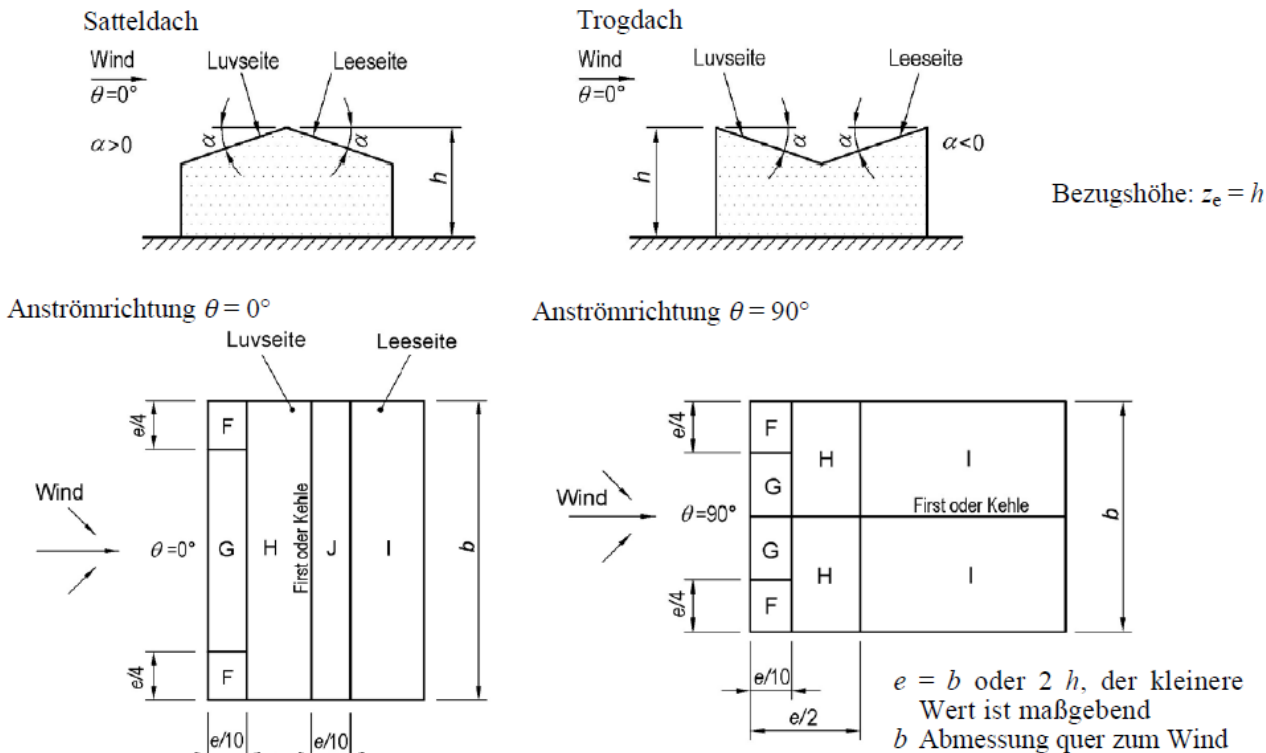 Satteldach
Wind
θ=0°
α>0
Luvseite
Leeseite
α
α
h
Trogdach
Wind
θ=0°
Luvseite
Leeseite
α
α
h
α<0
Bezugshöhe: zₑ = h
Anströmrichtung θ = 0°
Luvseite
Leeseite
e/4
F
Wind
θ=0°
G
H
First oder Kehle
J
I
b
e/4
F
e/10
e/10
Anströmrichtung θ = 90°
e/4
F
H
I
G
Wind
θ=90°
First oder Kehle
b
G
H
I
e/4
F
e/10
e/2
e = b oder 2 h, der kleinere
Wert ist maßgebend
b Abmessung quer zum Wind